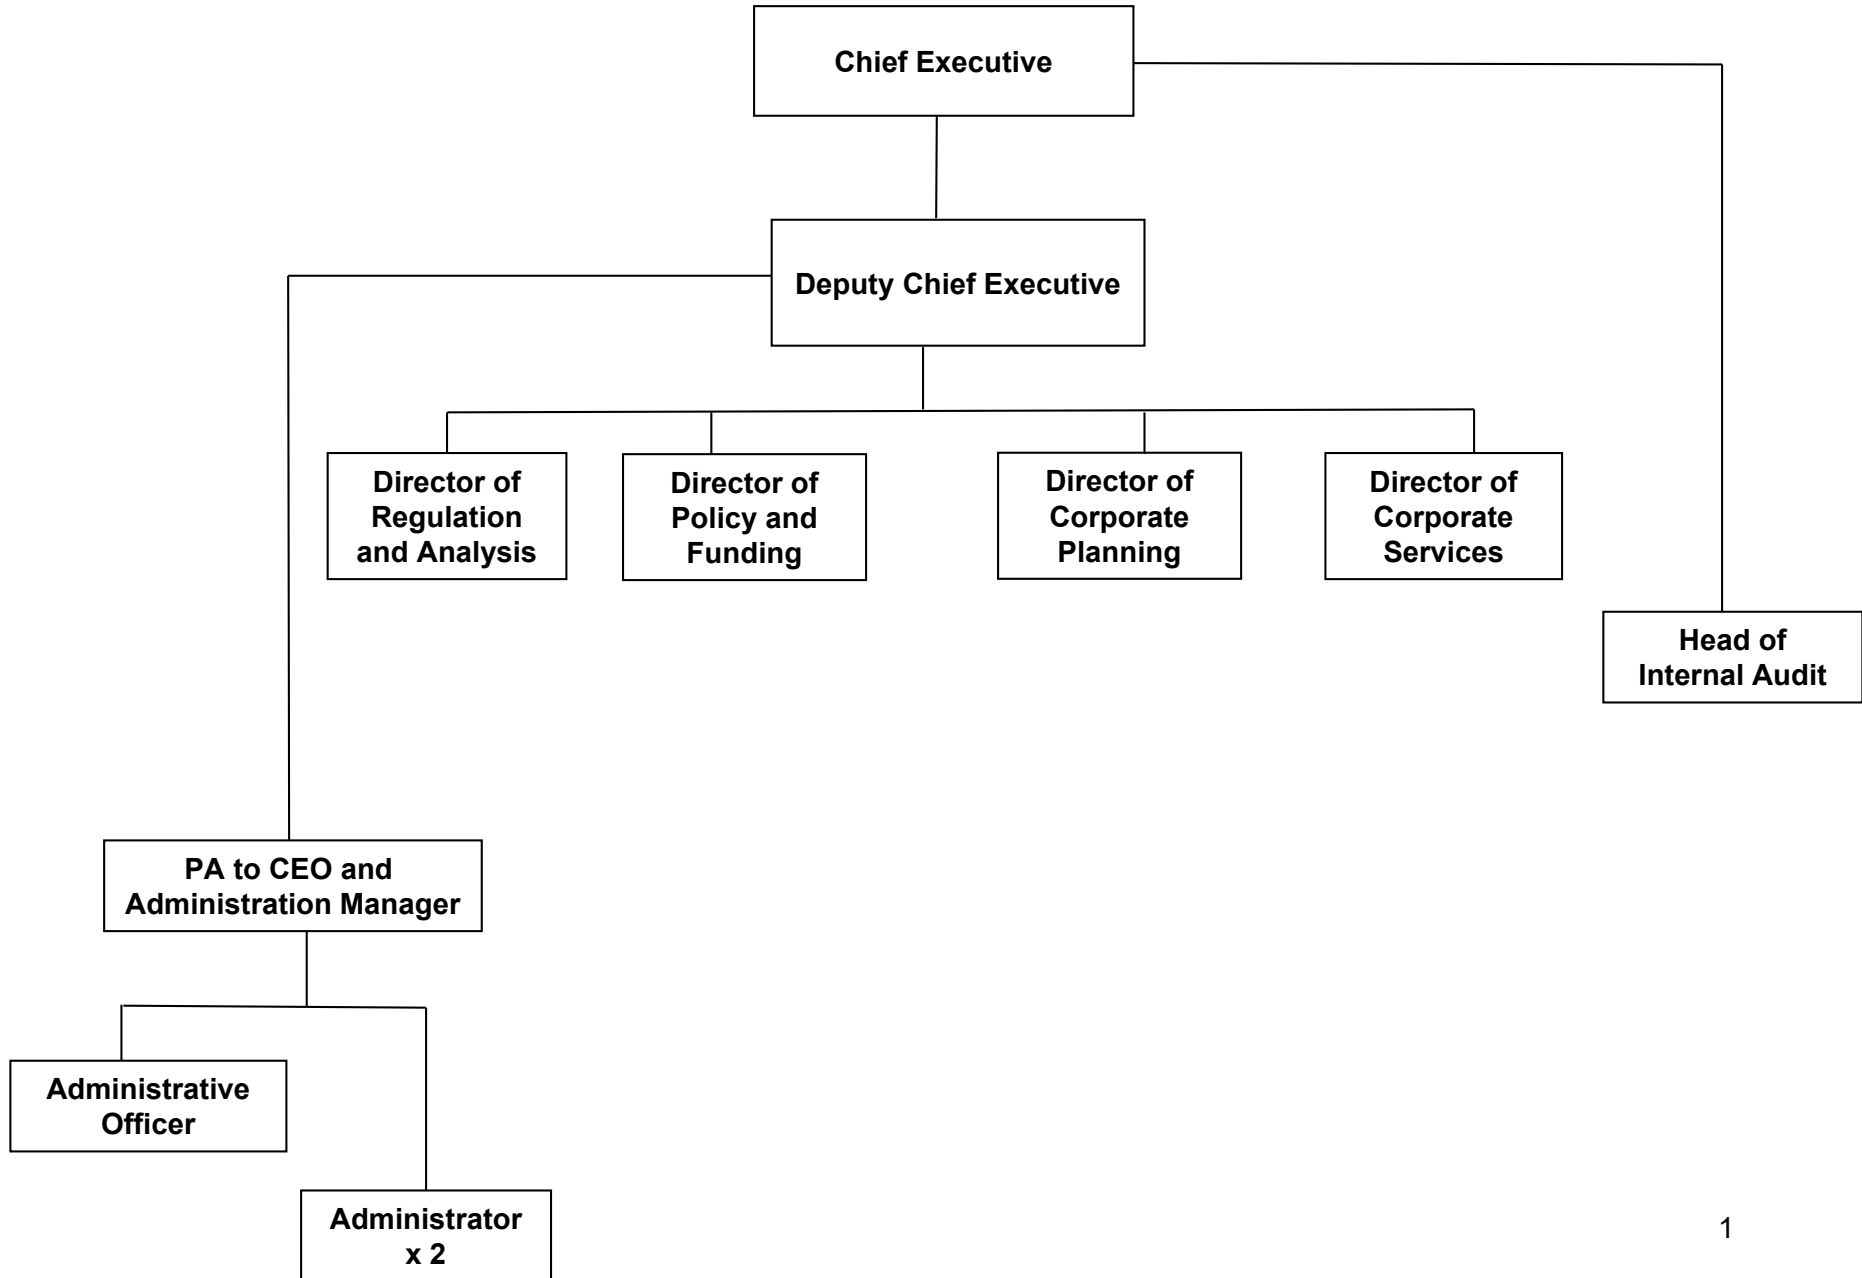 Chief Executive
Deputy Chief Executive
Director of
Regulation
and Analysis
Director of
Policy and
Funding
Director of
Corporate
Planning
Director of
Corporate
Services
Head of
Internal Audit
PA to CEO and
Administration Manager
Administrative
Officer
Administrator
x 2
1